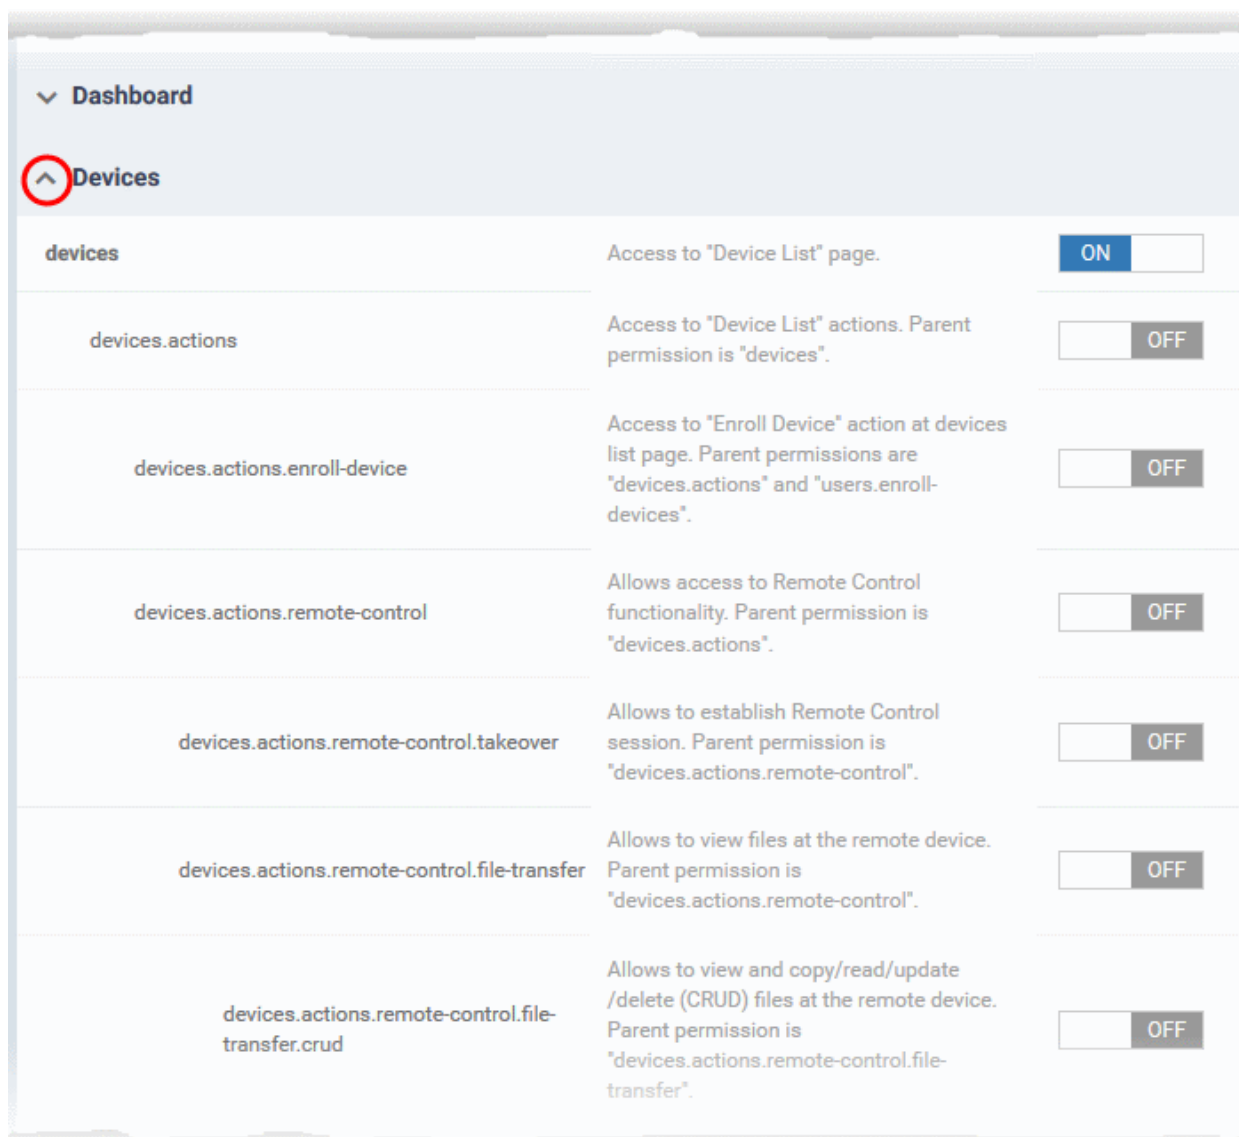 Dashboard
Devices
devices
Access to "Device List" page.
ON
devices.actions
Access to "Device List" actions. Parent
permission is "devices".
OFF
devices.actions.enroll-device
Access to "Enroll Device" action at devices
list page. Parent permissions are
"devices.actions" and "users.enroll-
devices".
OFF
devices.actions.remote-control
Allows access to Remote Control
functionality. Parent permission is
"devices.actions".
OFF
devices.actions.remote-control.takeover
Allows to establish Remote Control
session. Parent permission is
"devices.actions.remote-control".
OFF
devices.actions.remote-control.file-transfer
Allows to view files at the remote device.
Parent permission is
"devices.actions.remote-control".
OFF
devices.actions.remote-control.file-
transfer.crud
Allows to view and copy/read/update
/delete (CRUD) files at the remote device.
Parent permission is
"devices.actions.remote-control.file-
transfer".
OFF